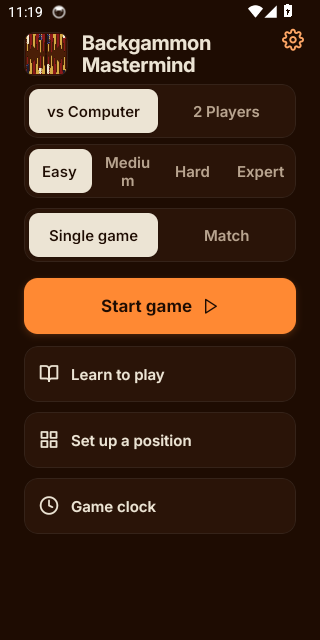 11:19
Backgammon
Mastermind
vs Computer
2 Players
Easy
Mediu
m
Hard
Expert
Single game
Match
Start game
Learn to play
Set up a position
Game clock